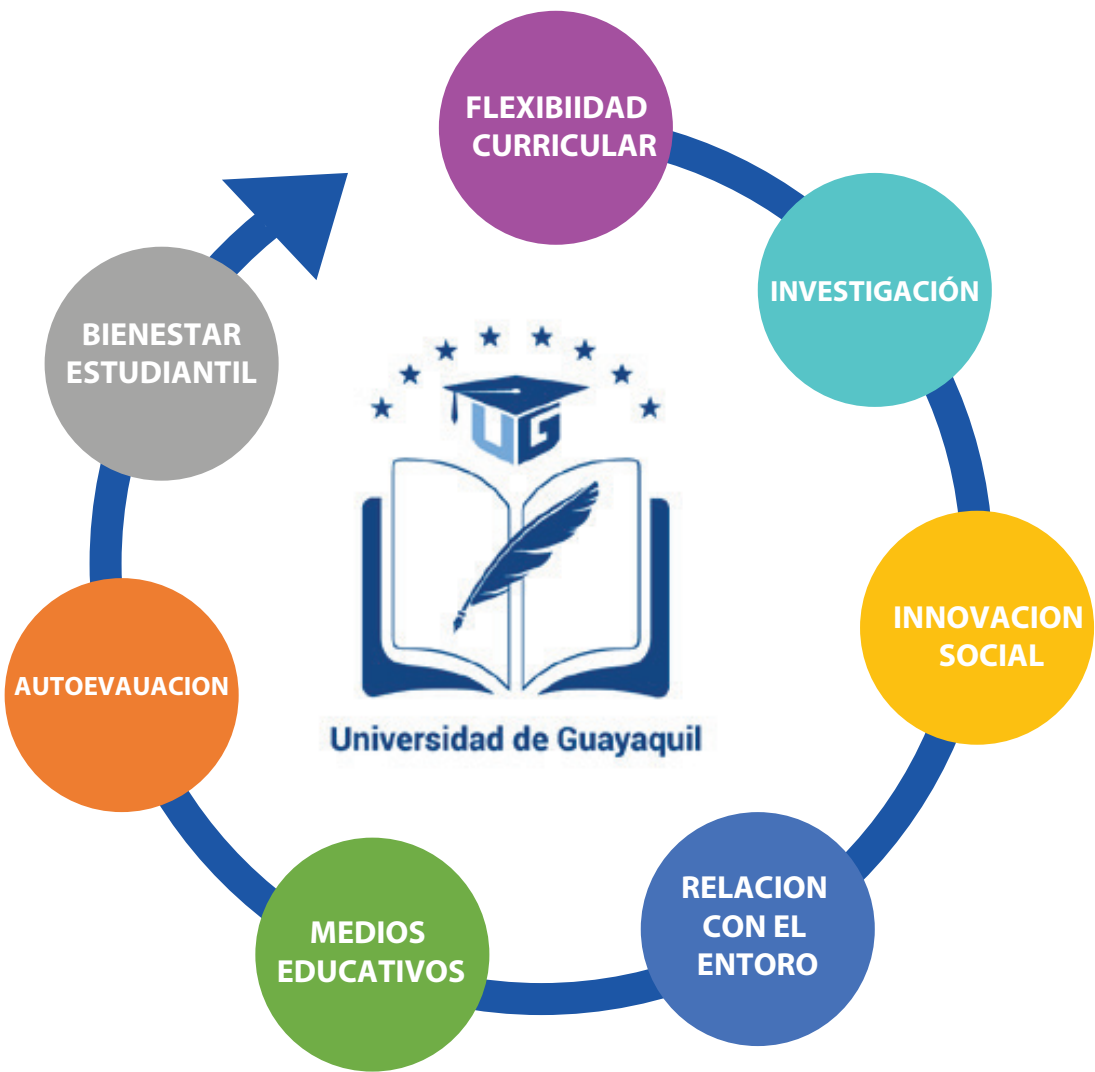 FLEXIBIIDAD
CURRICULAR
INVESTIGACIÓN
INNOVACION
SOCIAL
RELACION
CON EL
ENTORO
MEDIOS
EDUCATIVOS
AUTOEVAUACION
BIENESTAR
ESTUDIANTIL
UG
Universidad de Guayaquil